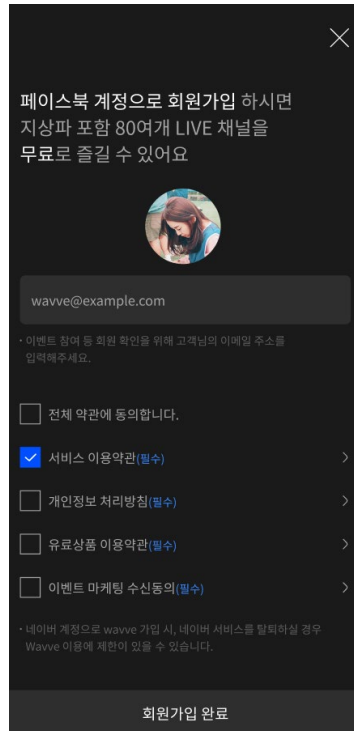 페이스북 계정으로 회원가입 하시면
지상파 포함 80여개 LIVE 채널을
무료로 즐길 수 있어요
wavve@example.com
• 이벤트 참여 등 회원 확인을 위해 고객님의 이메일 주소를
입력해주세요.
전체 약관에 동의합니다.
서비스 이용약관(필수)
개인정보 처리방침(필수)
유료상품 이용약관(필수)
이벤트 마케팅 수신동의(필수)
• 네이버 계정으로 wavve 가입 시, 네이버 서비스를 탈퇴하실 경우
Wavve 이용에 제한이 있을 수 있습니다.
회원가입 완료